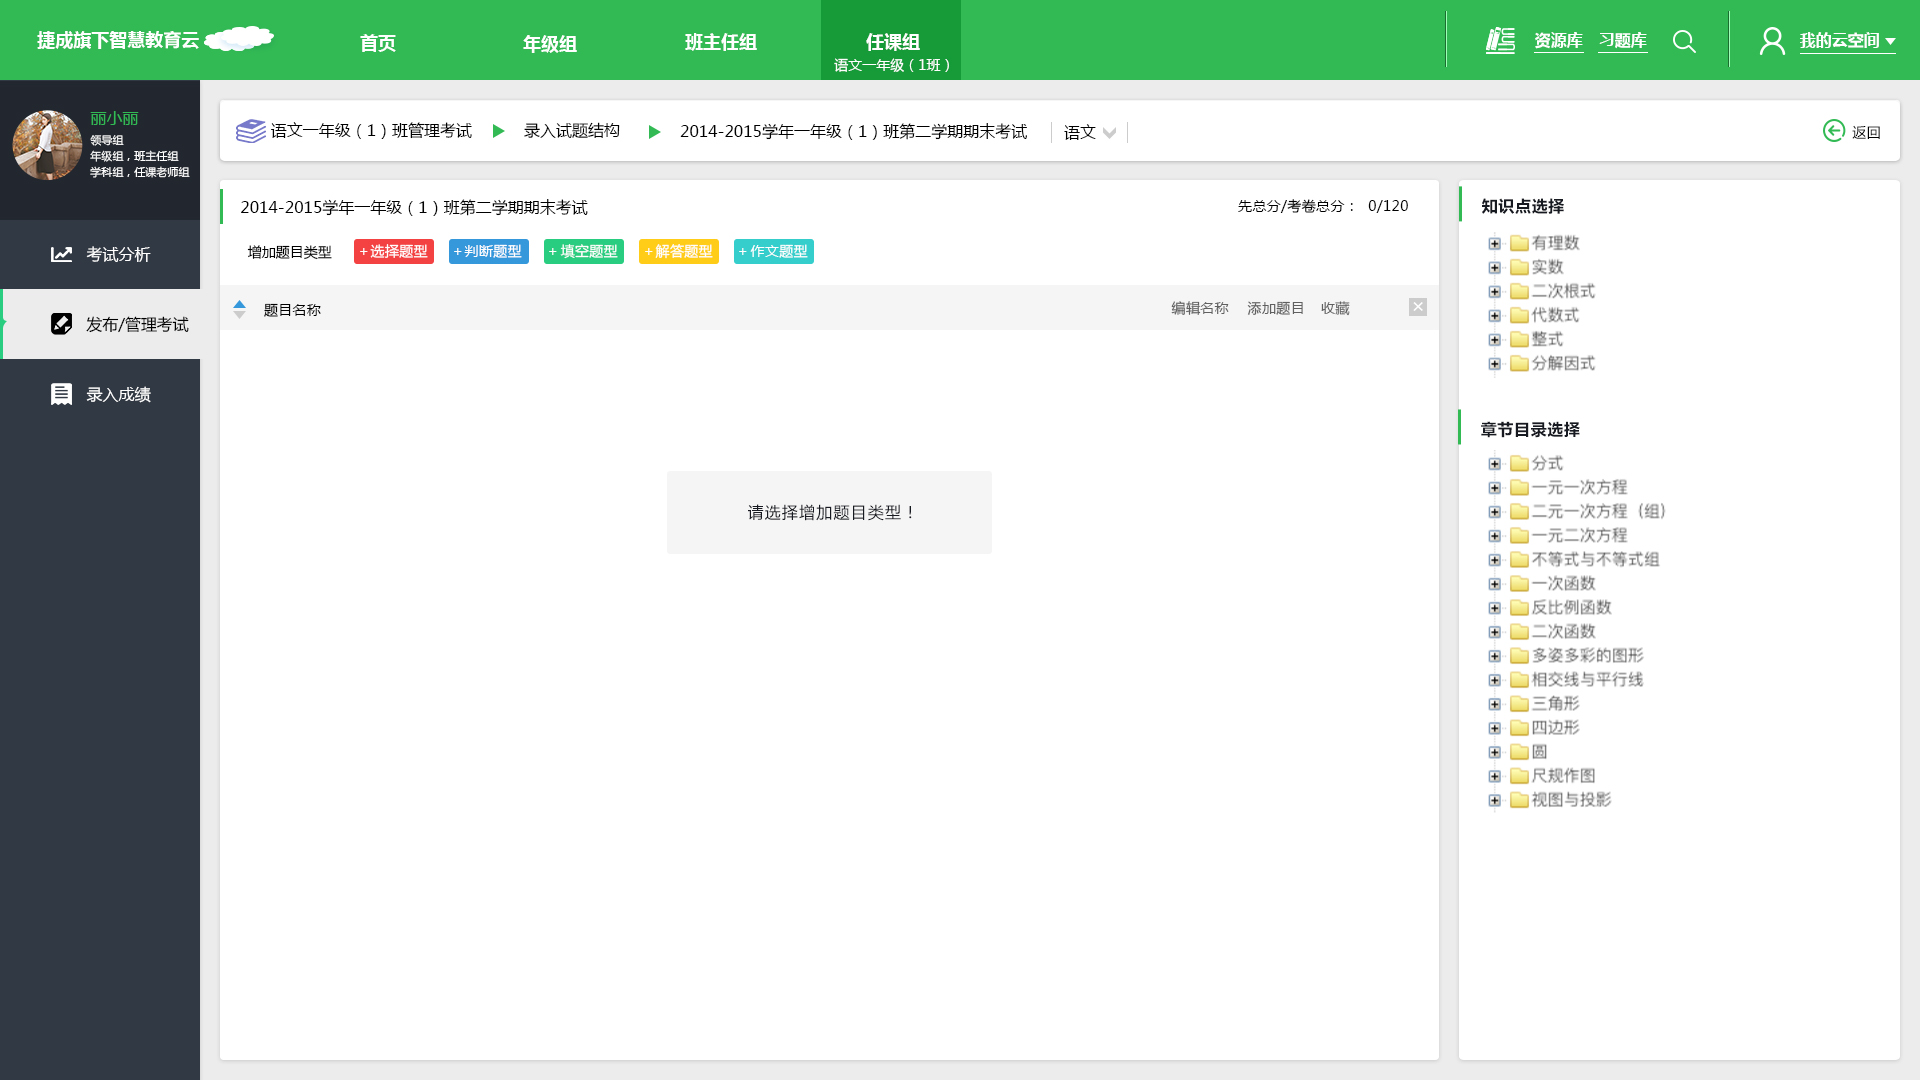 捷成旗下智慧教育云
首页
年级组
班主任组
任课组
语文一年级（1班）
资源库
习题库
我的云空间
丽小丽
领导组
年级组，班主任组
学科组，任课老师组
考试分析
发布/管理考试
录入成绩
语文一年级（1）班管理考试
录入试题结构
2014-2015学年一年级（1）班第二学期期末考试
语文
返回
2014-2015学年一年级（1）班第二学期期末考试
先总分/考卷总分： 0/120
增加题目类型
+选择题型
+判断题型
+填空题型
+解答题型
+作文题型
题目名称
编辑名称
添加题目
收藏
请选择增加题目类型！
知识点选择
有理数
实数
二次根式
代数式
整式
分解因式
章节目录选择
分式
一元一次方程
二元一次方程（组）
一元二次方程
不等式与不等式组
一次函数
反比例函数
二次函数
多姿多彩的图形
相交线与平行线
三角形
四边形
圆
尺规作图
视图与投影